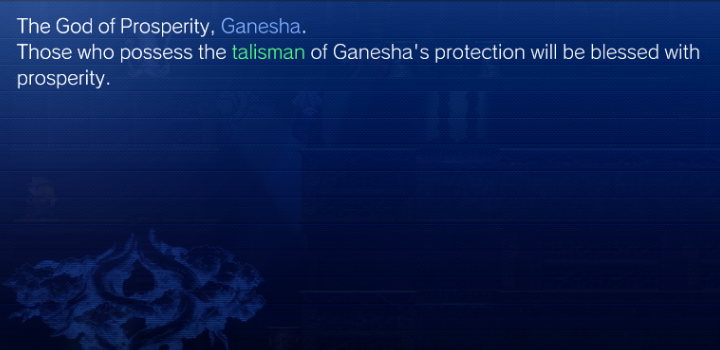 The God of Prosperity, Ganesha.
Those who possess the talisman of Ganesha's protection will be blessed with
prosperity.